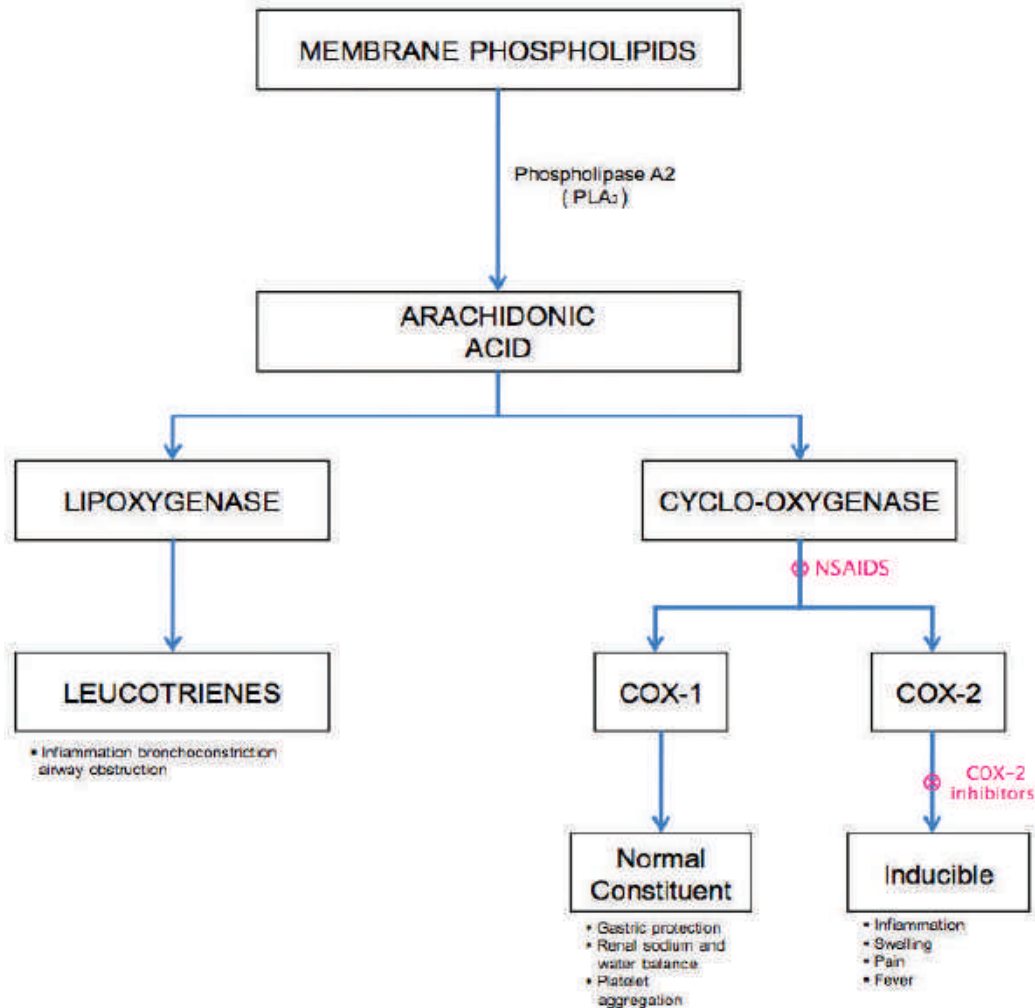 MEMBRANE PHOSPHOLIPIDS
Phospholipase A2
( PLA₂)
ARACHIDONIC
ACID
LIPOXYGENASE
CYCLO-OXYGENASE
NSAIDS
LEUCOTRIENES
COX-1
COX-2
• Inflammation bronchoconstriction
airway obstruction
COX-2
inhibitors
Normal
Constituent
Inducible
• Gastric protection
• Renal sodium and
water balance
• Platelet
aggregation
• Inflammation
• Swelling
• Pain
• Fever